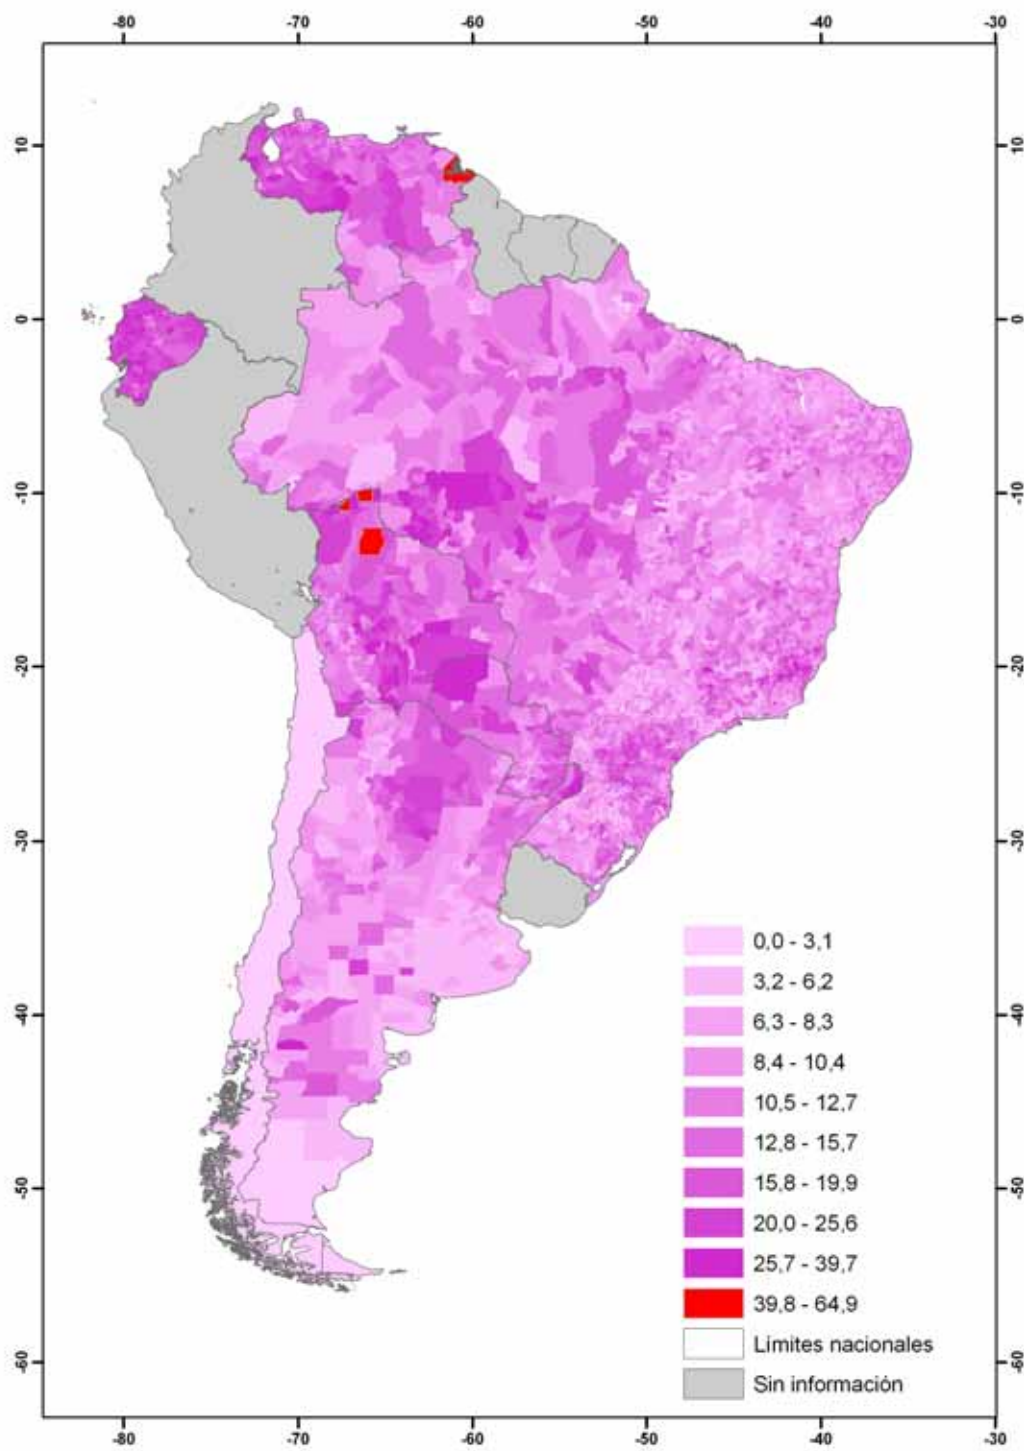 -80 -70 -60 -50 -40 -30
10 10
0 0
-10 -10
-20 -20
-30 -30
0,0 - 3,1
3,2 - 6,2
-40 -40
6,3 - 8,3
8,4 - 10,4
10,5 - 12,7
12,8 - 15,7
-50 -50
15,8 - 19,9
20,0 - 25,6
25,7 - 39,7
39,8 - 64,9
Límites nacionales
-60 -60
Sin información
-80 -70 -60 -50 -40 -30